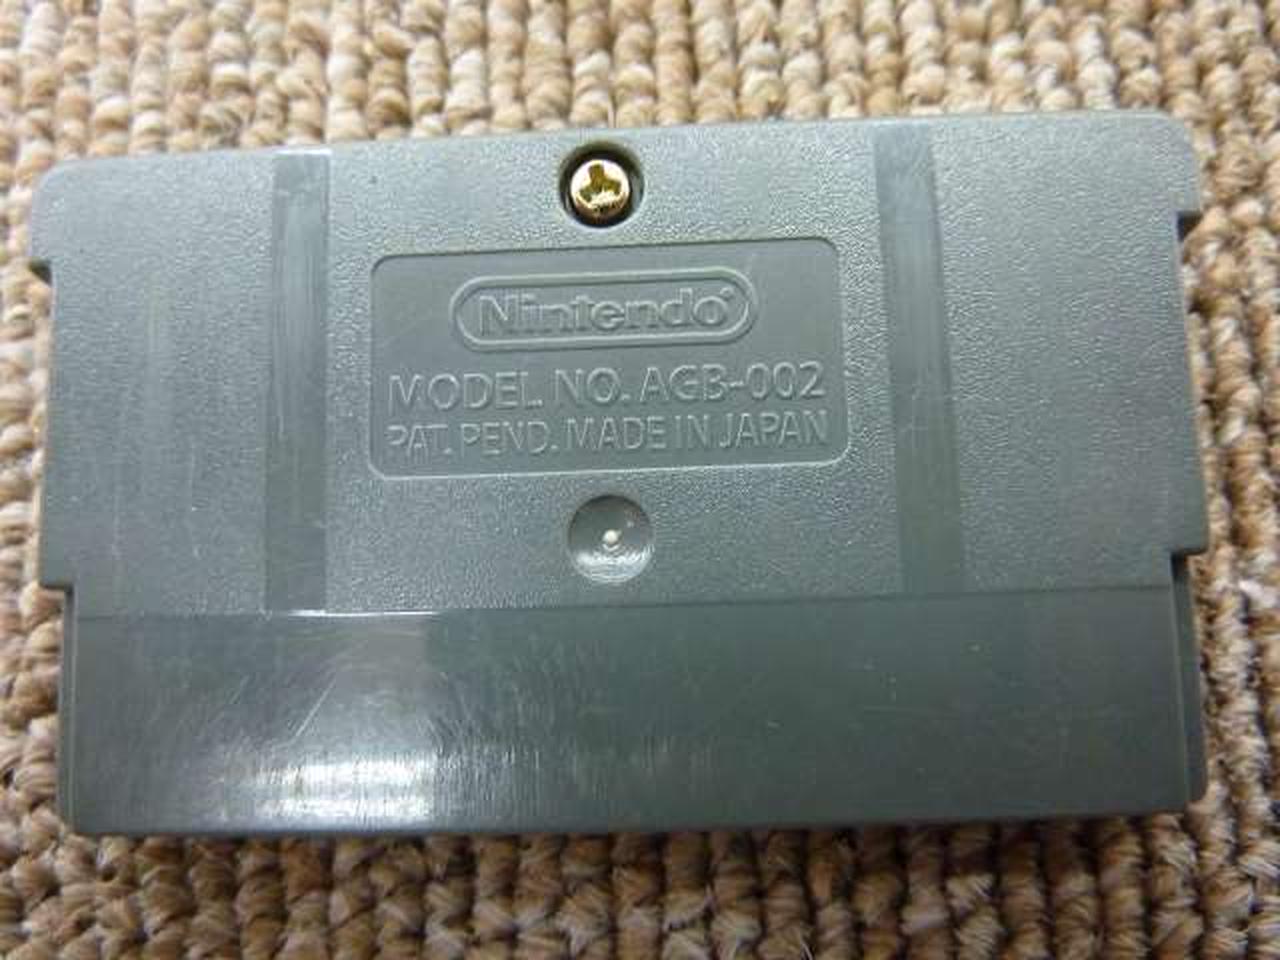 Nintendo®
MODEL NO. AGB-002
PAT. PEND. MADE IN JAPAN